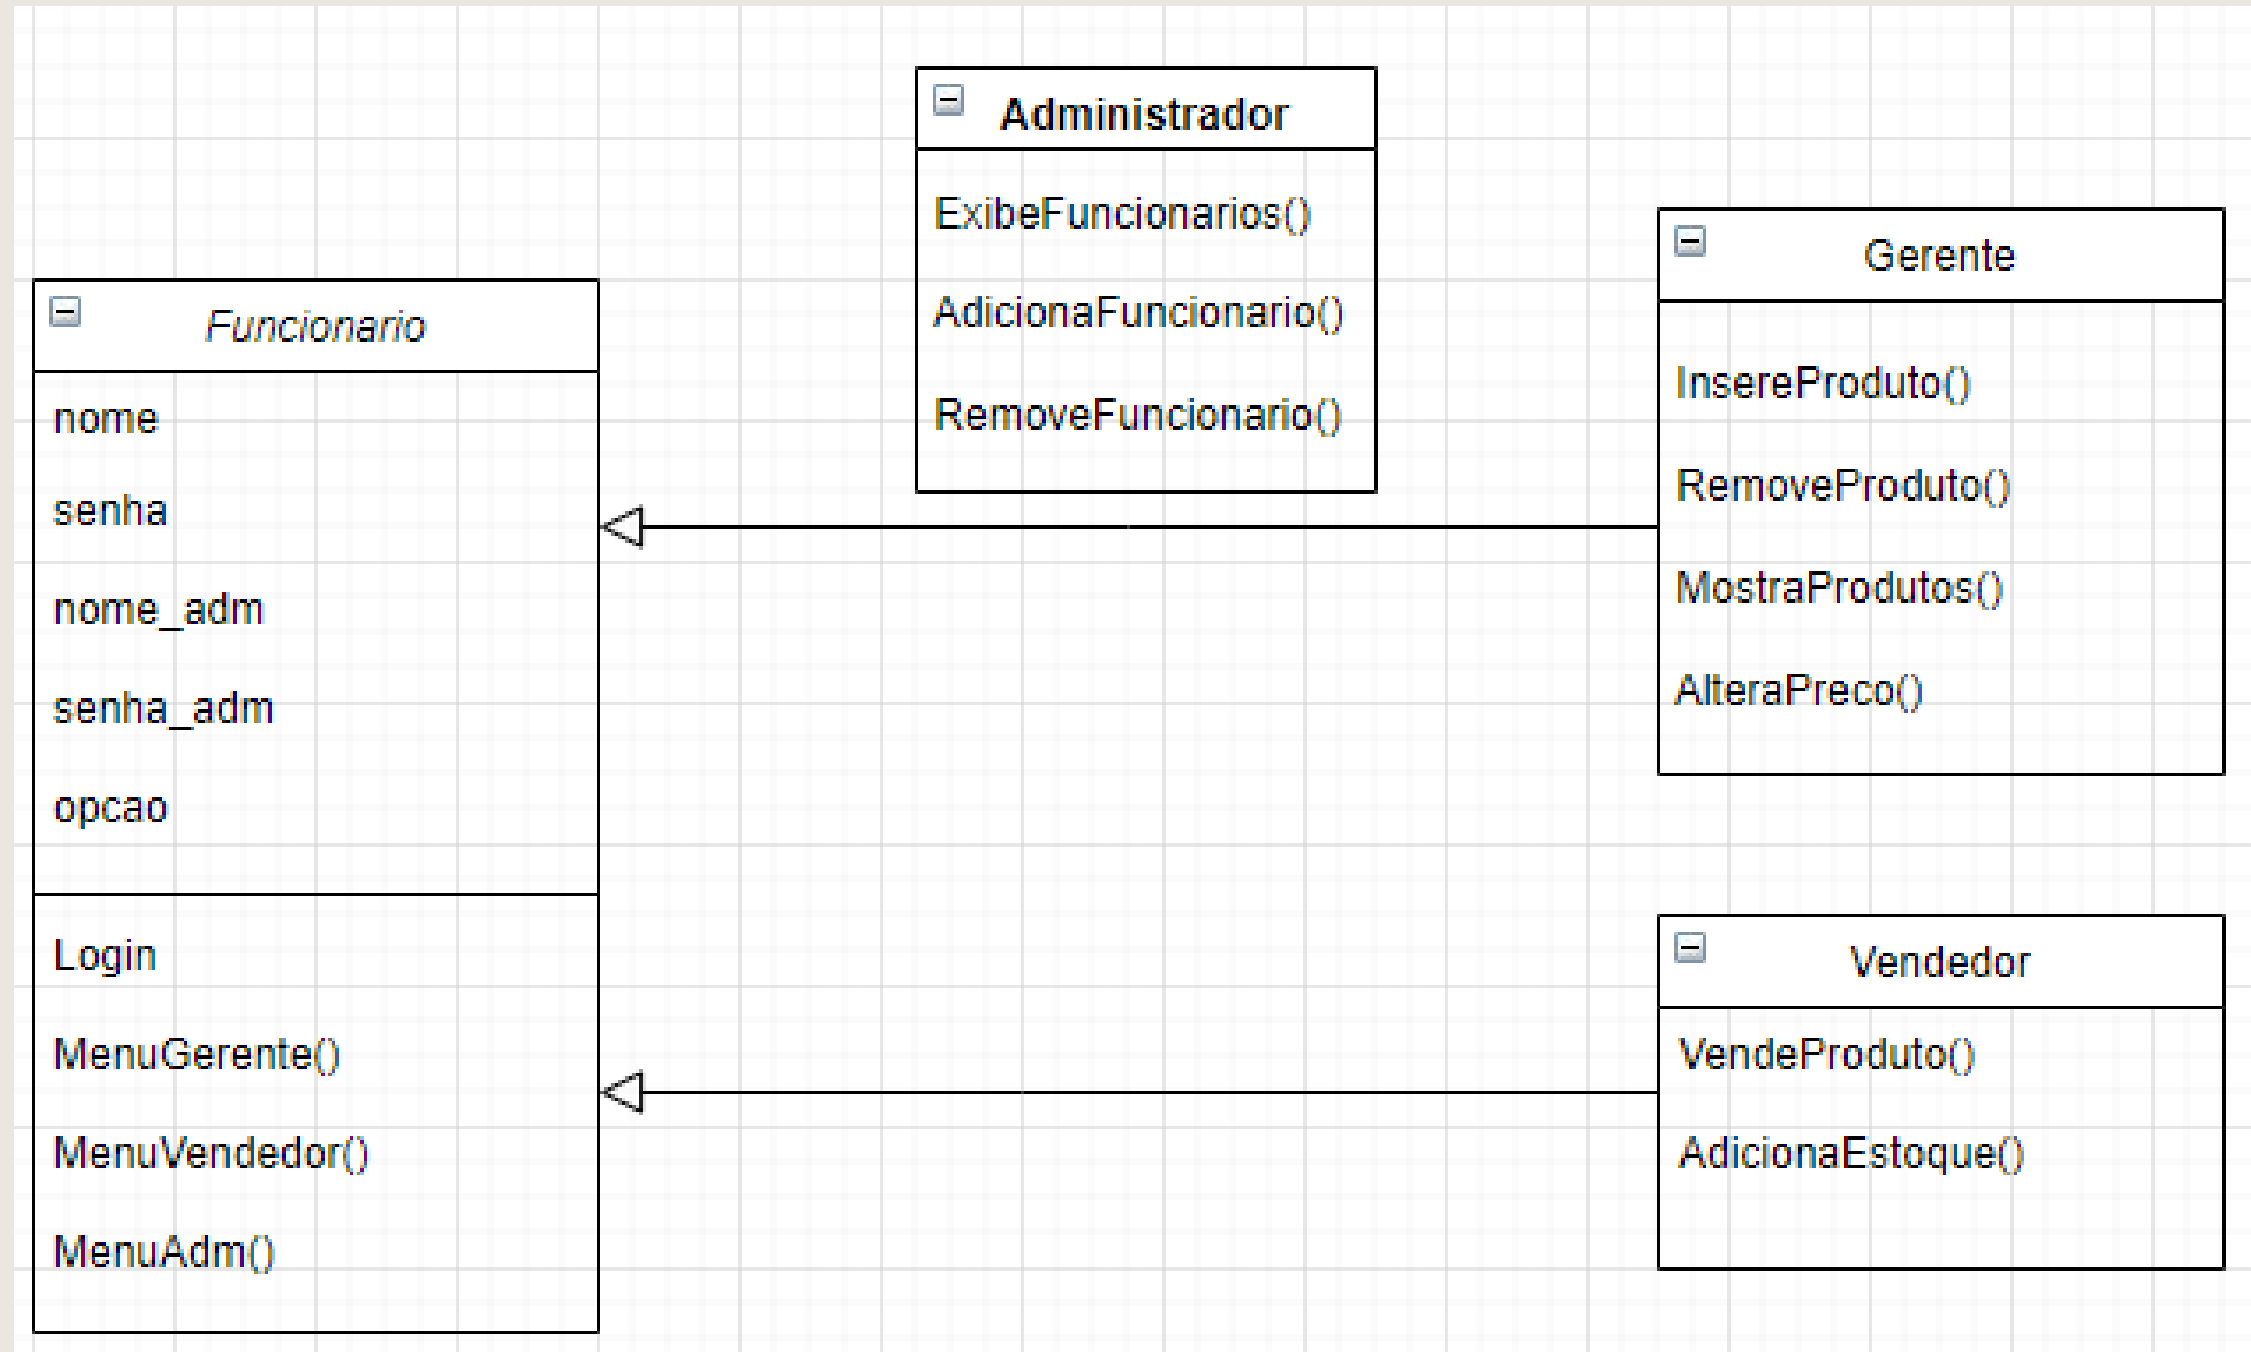 Funcionario
nome
senha
nome_adm
senha_adm
opcao
Login
MenuGerente()
MenuVendedor()
MenuAdm()
Administrador
ExibeFuncionarios()
AdicionaFuncionario()
RemoveFuncionario()
Gerente
InsereProduto()
RemoveProduto()
MostraProdutos()
AlteraPreco()
Vendedor
VendeProduto()
AdicionaEstoque()